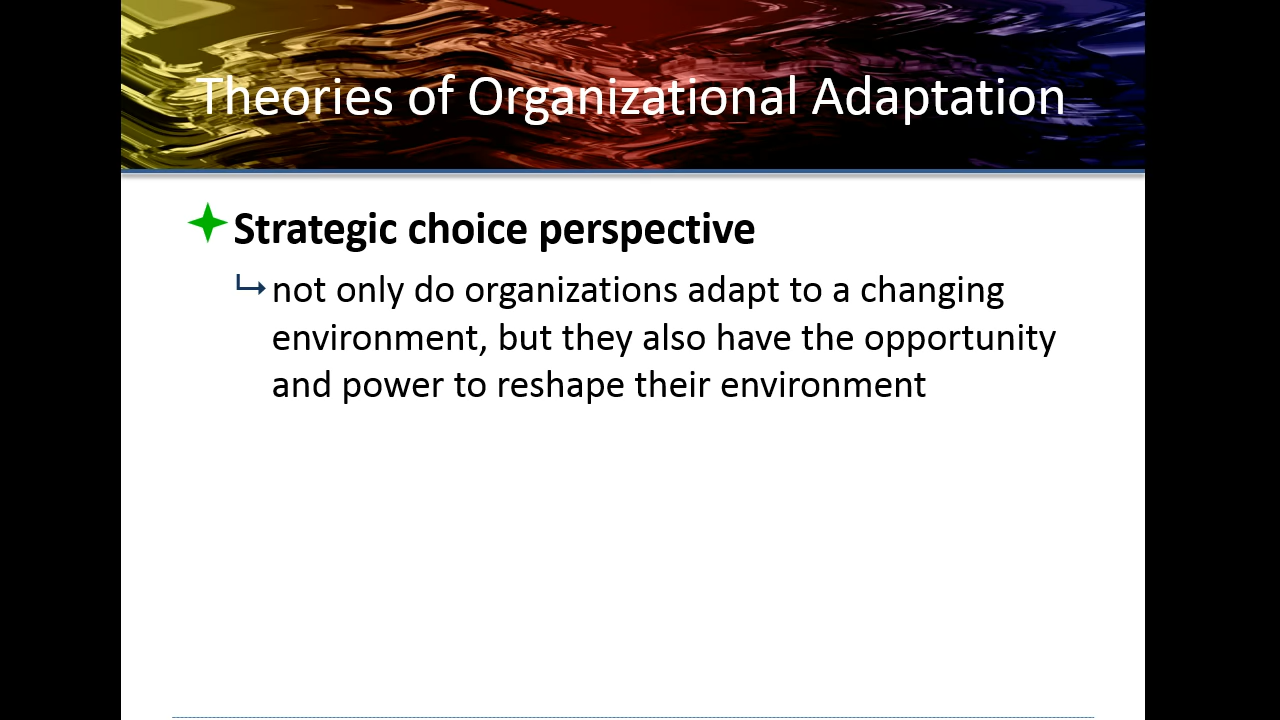 Theories of Organizational Adaptation
Strategic choice perspective
not only do organizations adapt to a changing
environment, but they also have the opportunity
and power to reshape their environment